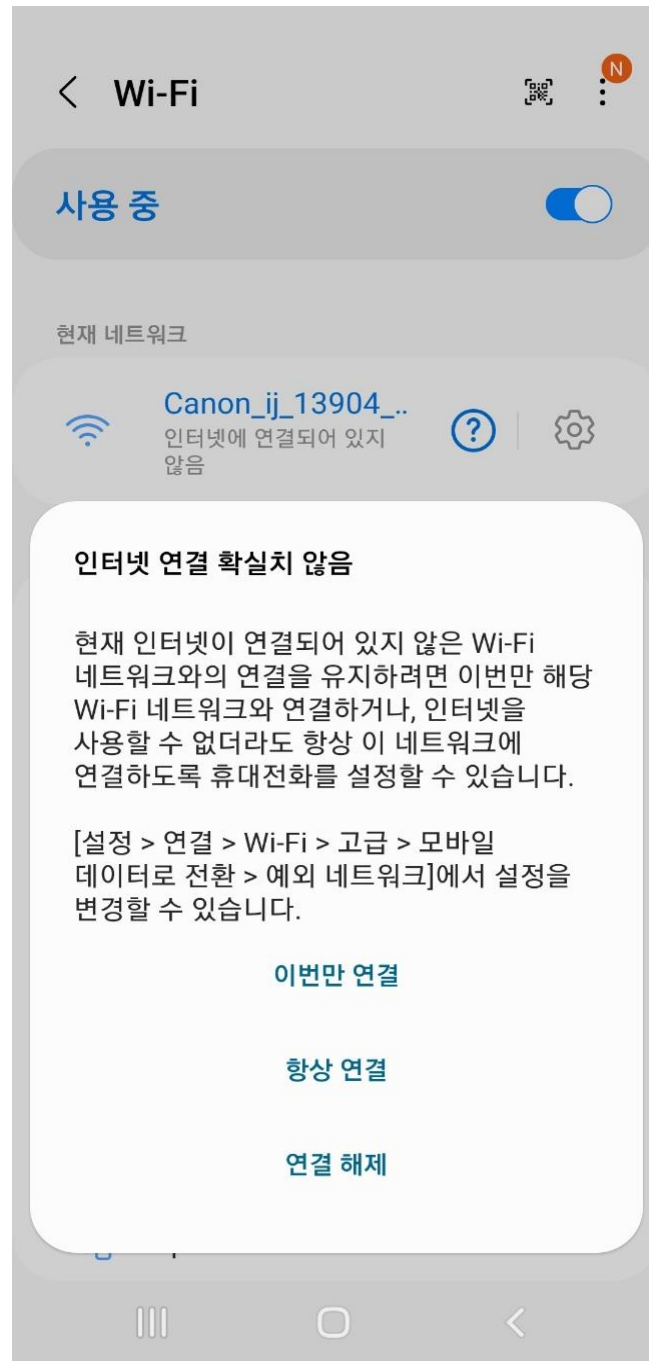 Wi-Fi
N
사용 중
현재 네트워크
Canon_ij_13904_..
인터넷에 연결되어 있지
않음
?
인터넷 연결 확실치 않음
현재 인터넷이 연결되어 있지 않은 Wi-Fi
네트워크와의 연결을 유지하려면 이번만 해당
Wi-Fi 네트워크와 연결하거나, 인터넷을
사용할 수 없더라도 항상 이 네트워크에
연결하도록 휴대전화를 설정할 수 있습니다.
[설정 > 연결 > Wi-Fi > 고급 > 모바일
데이터로 전환 > 예외 네트워크]에서 설정을
변경할 수 있습니다.
이번만 연결
항상 연결
연결 해제